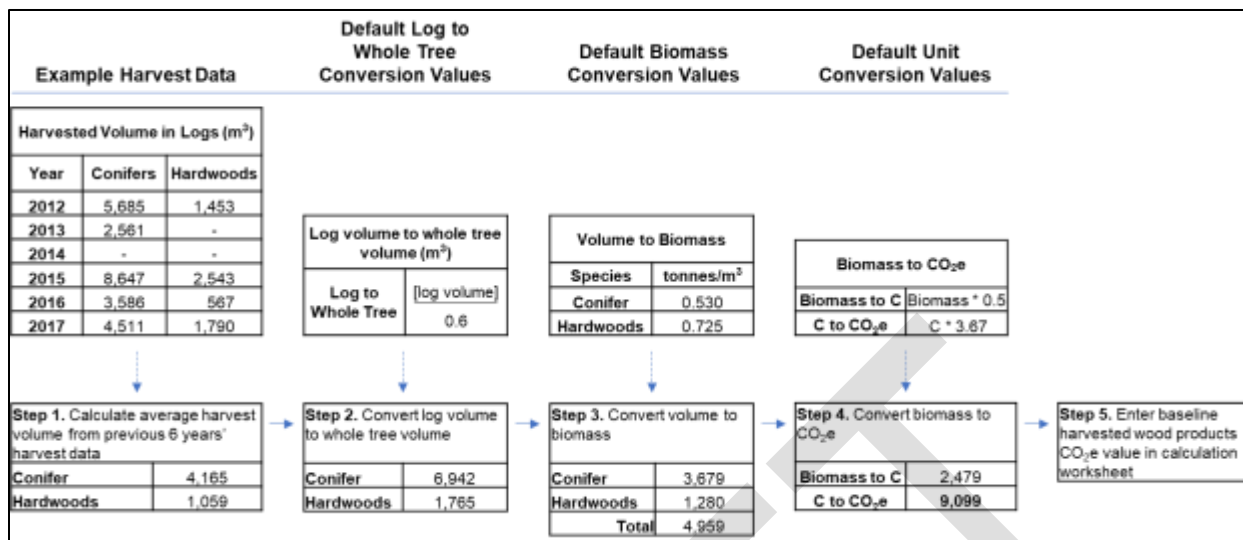 Example Harvest Data
Default Log to
Whole Tree
Conversion Values
Default Biomass
Conversion Values
Default Unit
Conversion Values
Harvested Volume in Logs (m³)
Year Conifers Hardwoods
2012 5,685 1,453
2013 2,561 -
2014 - -
2015 8,647 2,543
2016 3,586 567
2017 4,511 1,790
Log volume to whole tree
volume (m³)
Log to
Whole Tree
[log volume]
0.6
Volume to Biomass
Species tonnes/m³
Conifer 0.530
Hardwoods 0.725
Biomass to CO₂e
Biomass to C Biomass * 0.5
C to CO₂e C * 3.67
Step 1. Calculate average harvest
volume from previous 6 years'
harvest data
Conifer 4,165
Hardwoods 1,059
Step 2. Convert log volume
to whole tree volume
Conifer 6,942
Hardwoods 1,765
Step 3. Convert volume to
biomass
Conifer 3,679
Hardwoods 1,280
Total 4,959
Step 4. Convert biomass to
CO₂e
Biomass to C 2,479
C to CO₂e 9,099
Step 5. Enter baseline
harvested wood products
CO₂e value in calculation
worksheet